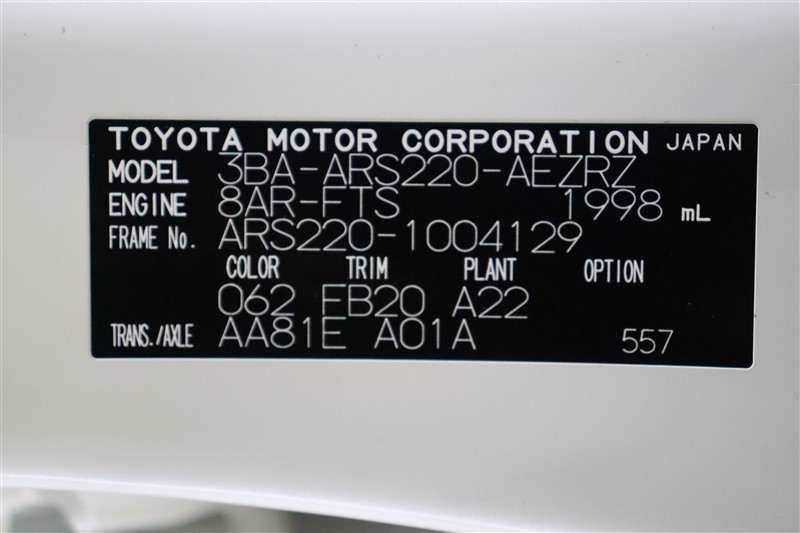 TOYOTA MOTOR CORPORATION JAPAN
MODEL 3BA-ARS220-AEZRZ
ENGINE 8AR-FTS 1998 mL
FRAME No. ARS220-1004129
COLOR TRIM PLANT OPTION
062 FB20 A22
TRANS./AXLE AA81E A01A 557